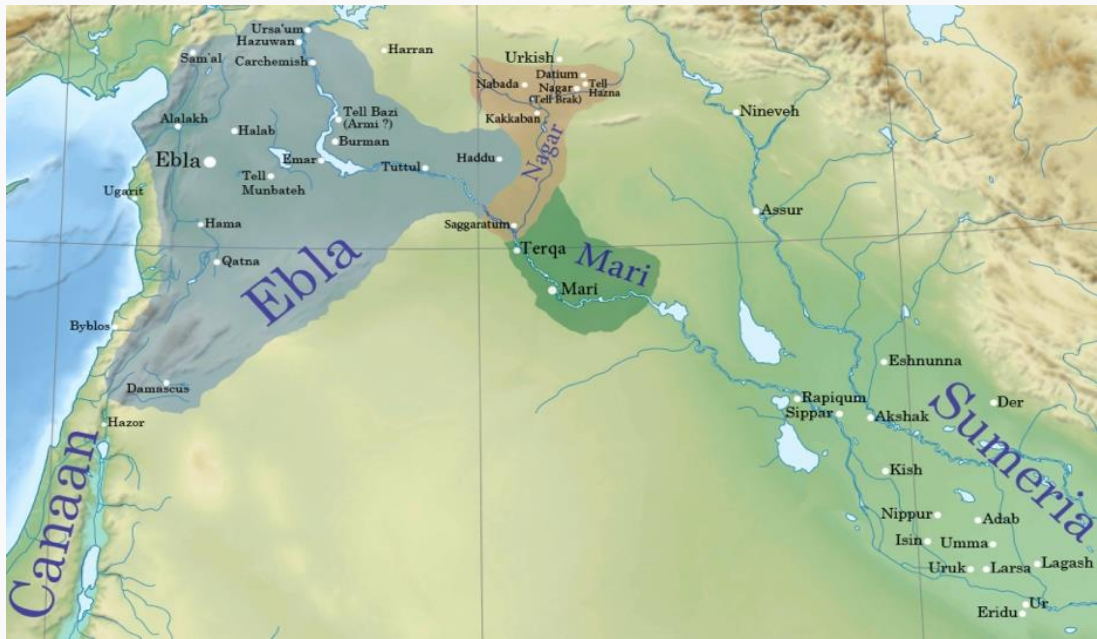 Ursa'um
Hazuwan
Carchemish
Sam'al
Harran
Urkish
Datium
Nabada
Nagar
(Tell Brak)
Tell
Hazna
Kakkaban
Nineveh
Alalakh
Halab
Tell Bazi
(Armi ?)
Burman
Ebla
Emar
Tuttul
Haddu
Nagar
Tell
Munbateh
Ugarit
Hama
Saggaratum
Assur
Terqa
Mari
Mari
Qatna
Ebla
Byblos
Damascus
Hazor
Canaan
Eshnunna
Rapiqum
Sippar
Akshak
Der
Sumeria
Kish
Nippur
Adab
Isin
Umma
Uruk
Larsa
Lagash
Ur
Eridu